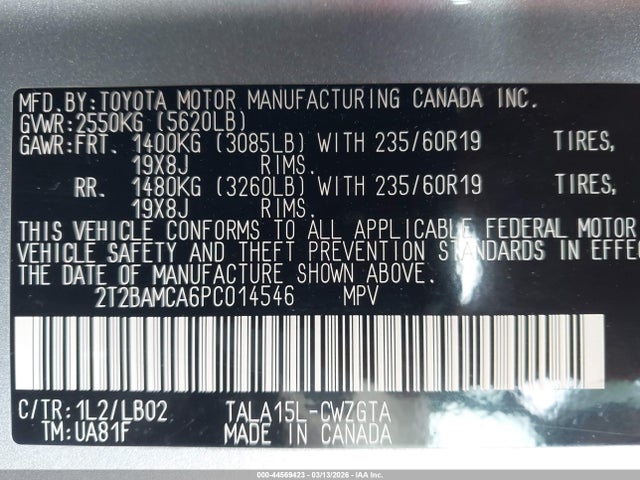 MFD.BY:TOYOTA MOTOR MANUFACTURING CANADA INC.
GVWR:2550KG (5620LB)
GAWR:FRT. 1400KG (3085LB) WITH 235/60R19 TIRES,
19X8J RIMS.
RR. 1480KG (3260LB) WITH 235/60R19 TIRES,
19X8J RIMS.
THIS VEHICLE CONFORMS TO ALL APPLICABLE FEDERAL MOTOR
VEHICLE SAFETY AND THEFT PREVENTION STANDARDS IN EFFE
THE DATE OF MANUFACTURE SHOWN ABOVE.
2T2BAMCA6PC014546 MPV
C/TR:1L2/LB02 TALA15L-CWZGTA
TM:UA81F MADE IN CANADA
000-44569423 - 03/13/2026 - IAAI Inc.